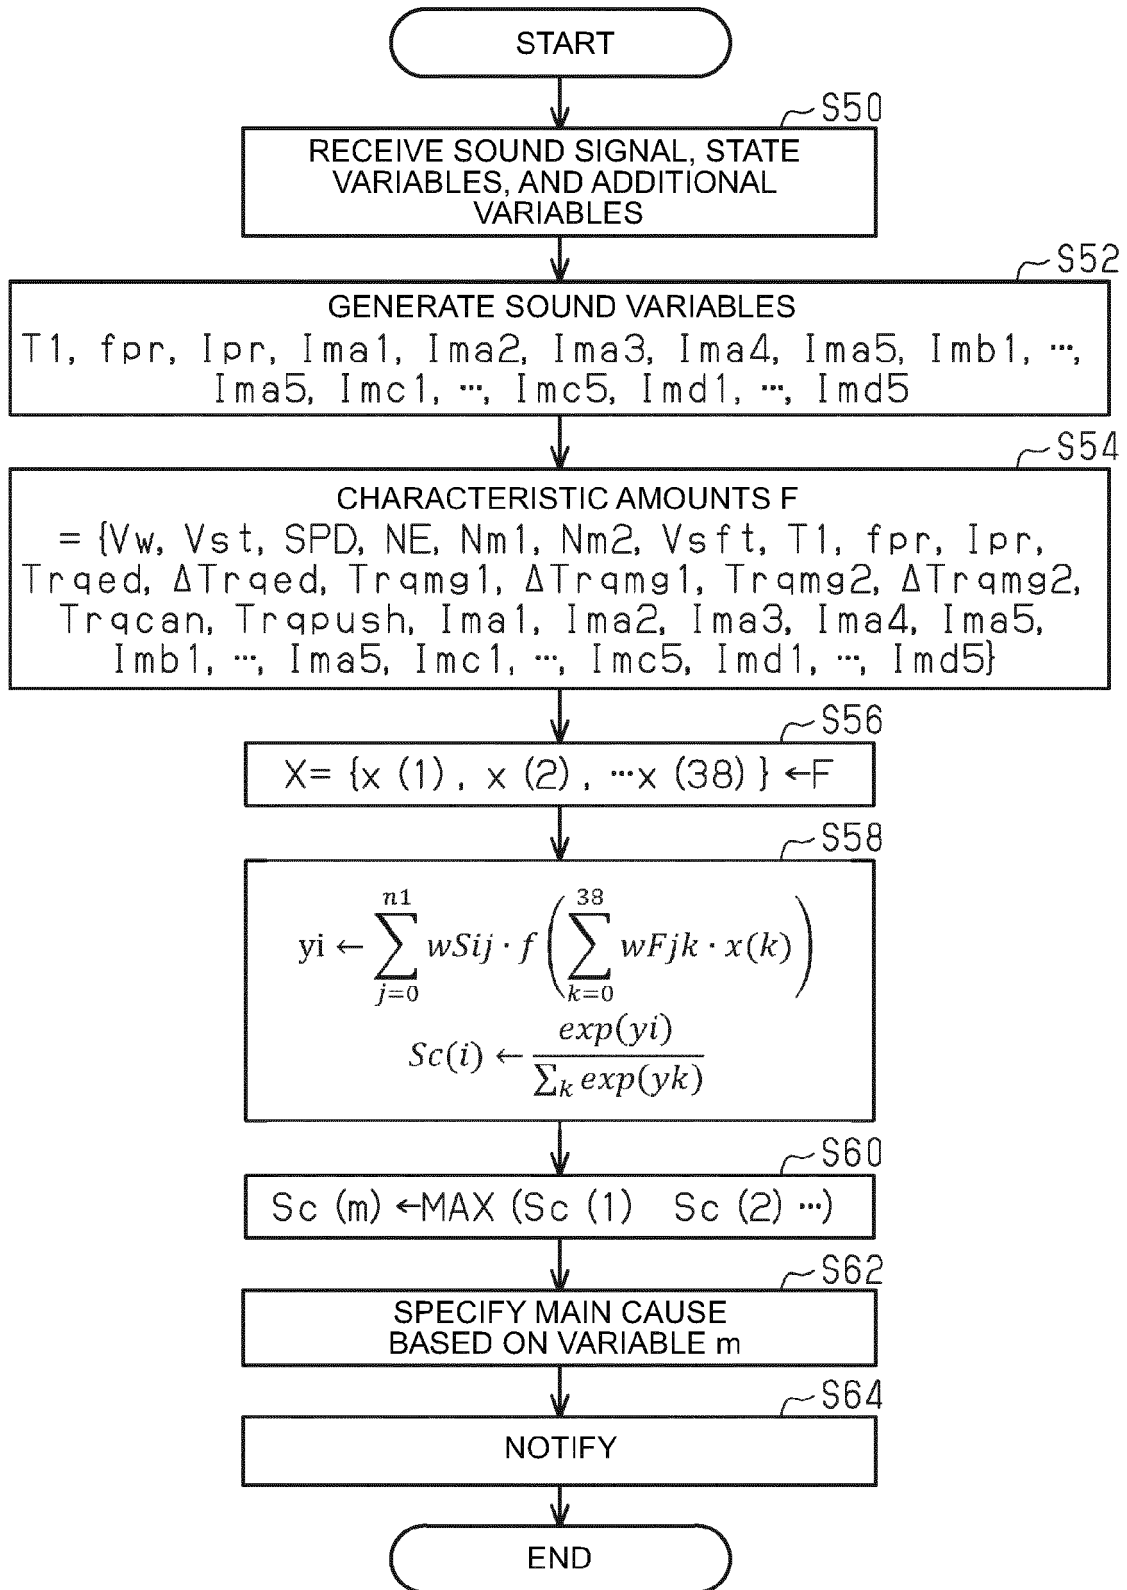 START
S50
RECEIVE SOUND SIGNAL, STATE
VARIABLES, AND ADDITIONAL
VARIABLES
S52
GENERATE SOUND VARIABLES
T1, fpr, Ipr, Ima1, Ima2, Ima3, Ima4, Ima5, Imb1, ···,
Ima5, Imc1, ···, Imc5, Imd1, ···, Imd5
S54
CHARACTERISTIC AMOUNTS F
= {Vw, Vst, SPD, NE, Nm1, Nm2, Vsft, T1, fpr, Ipr,
Trqed, ΔTrqed, Trqmg1, ΔTrqmg1, Trqmg2, ΔTrqmg2,
Trqcan, Trqpush, Ima1, Ima2, Ima3, Ima4, Ima5,
Imb1, ···, Ima5, Imc1, ···, Imc5, Imd1, ···, Imd5}
S56
X= {x (1), x (2), ···x (38) } ←F
S58
yi ← \sum_{j=0}^{n1} wSij · f ( \sum_{k=0}^{38} wFjk · x(k) )
Sc(i) ← \frac{exp(yi)}{\sum_k exp(yk)}
S60
Sc (m) ←MAX (Sc (1) Sc (2) ···)
S62
SPECIFY MAIN CAUSE
BASED ON VARIABLE m
S64
NOTIFY
END